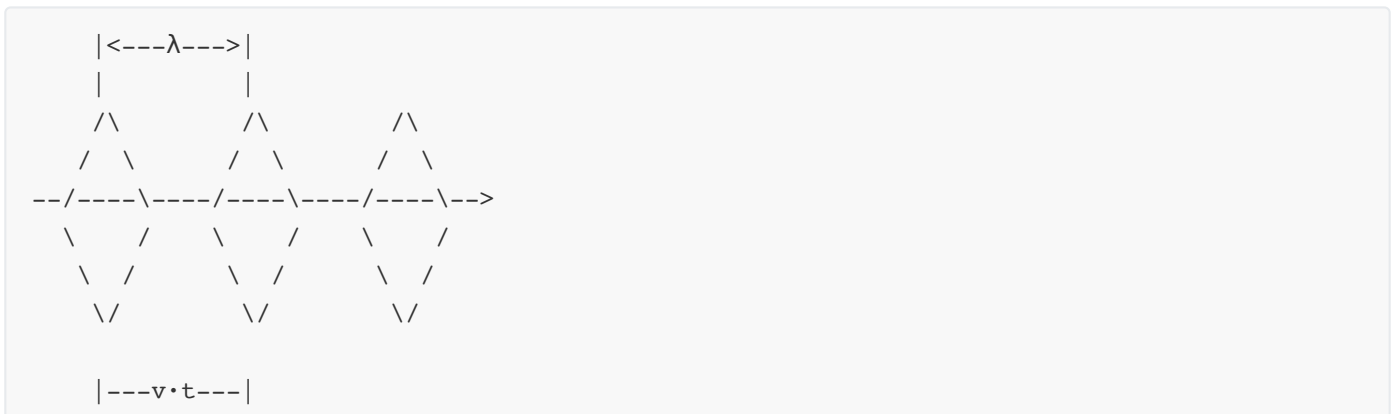 |<---λ--->|
|         |
/\        /\        /\
/  \      /  \      /  \
--/----\----/----\----/----\-->
\    /    \    /    \    /
\  /      \  /      \  /
\/        \/        \/
|---v·t---|